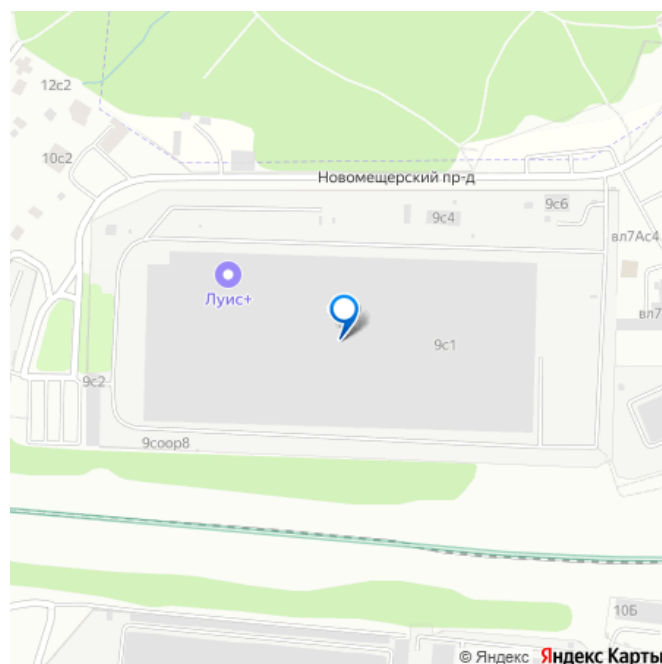 12с2
10с2
Новомещерский пр-д
9с6
9с4
вл7Ас4
Луис+
вл7
9с1
9с2
9соор8
10Б
© Яндекс Яндекс Карты